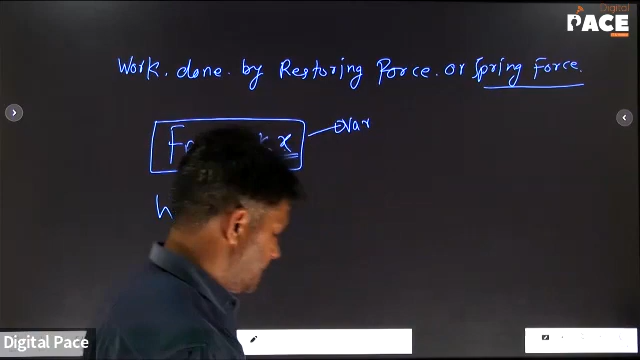 Digital
PACE
Work. done. by Restoring Force. or Spring Force.
F x
Var
Digital Pace